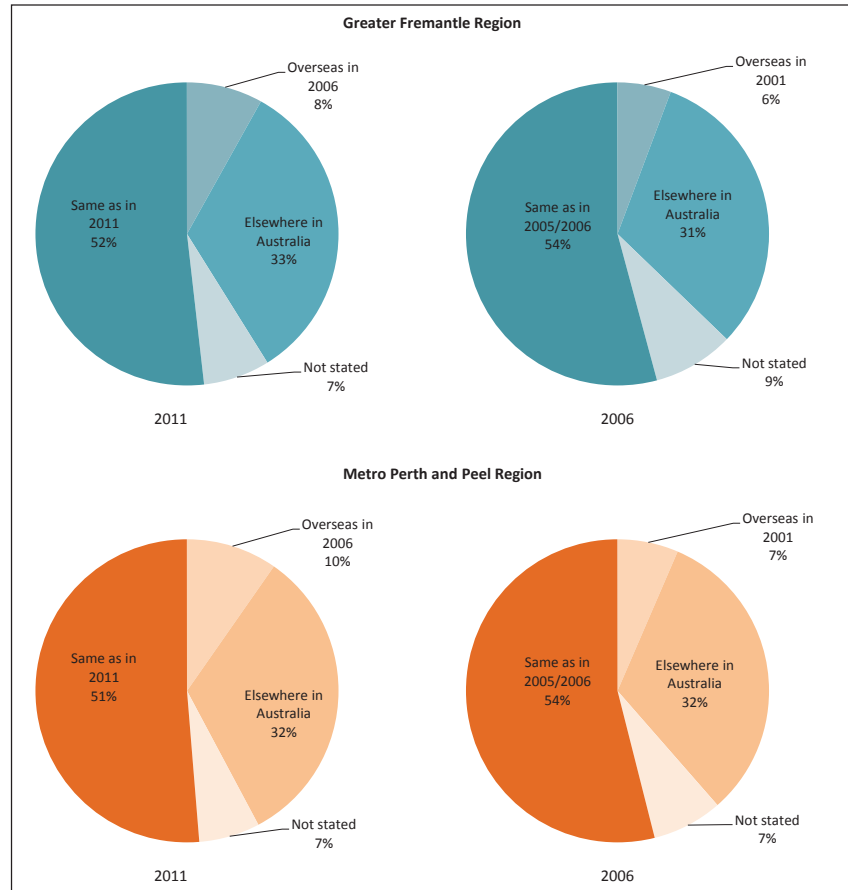 Greater Fremantle Region
Overseas in
2006
8%
Same as in
2011
52%
Elsewhere in
Australia
33%
Not stated
7%
2011
Overseas in
2001
6%
Same as in
2005/2006
54%
Elsewhere in
Australia
31%
Not stated
9%
2006
Metro Perth and Peel Region
Overseas in
2006
10%
Same as in
2011
51%
Elsewhere in
Australia
32%
Not stated
7%
2011
Overseas in
2001
7%
Same as in
2005/2006
54%
Elsewhere in
Australia
32%
Not stated
7%
2006